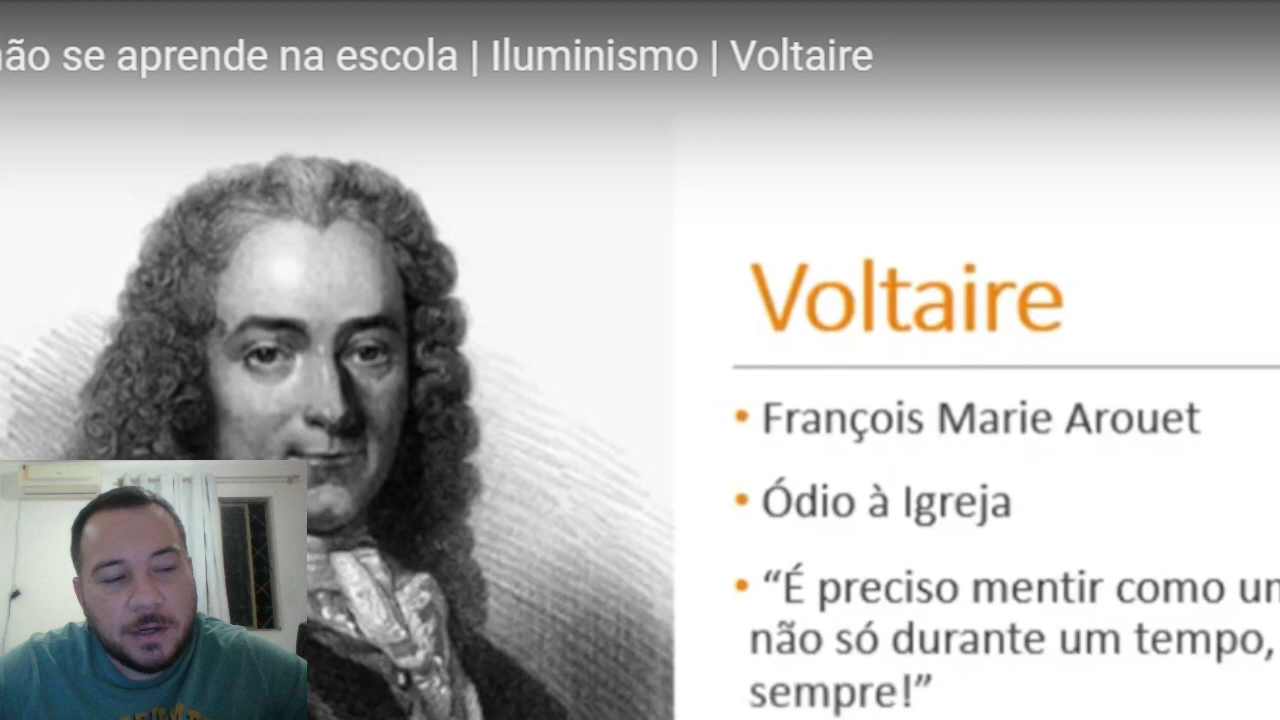 não se aprende na escola | Iluminismo | Voltaire
Voltaire
• François Marie Arouet
• Ódio à Igreja
• “É preciso mentir como
não só durante um tempo,
sempre!”